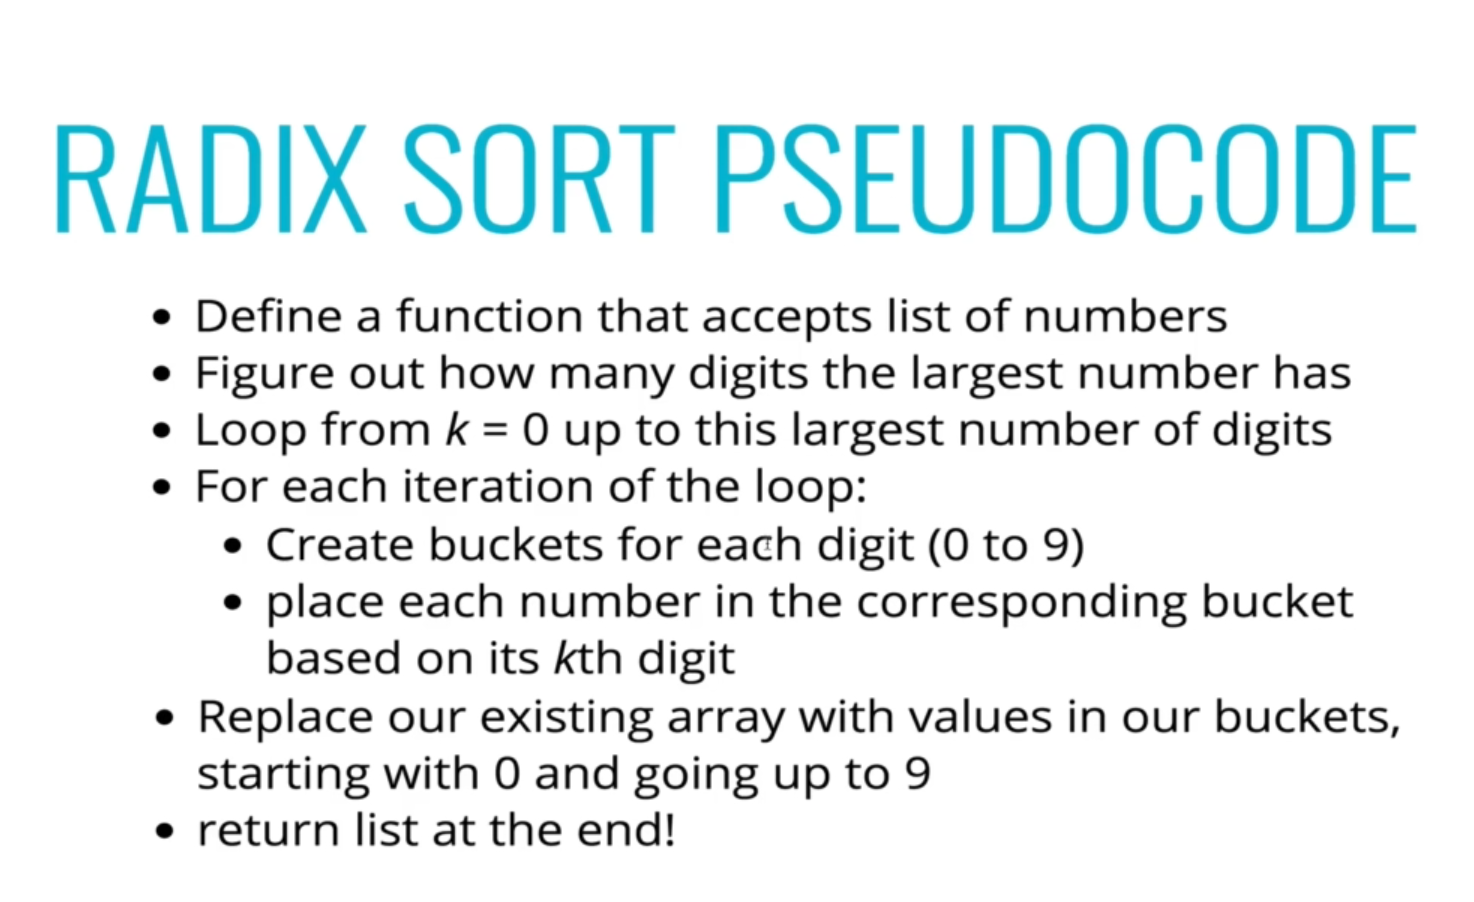 RADIX SORT PSEUDOCODE
• Define a function that accepts list of numbers
• Figure out how many digits the largest number has
• Loop from k = 0 up to this largest number of digits
• For each iteration of the loop:
• Create buckets for each digit (0 to 9)
• place each number in the corresponding bucket
based on its kth digit
• Replace our existing array with values in our buckets,
starting with 0 and going up to 9
• return list at the end!